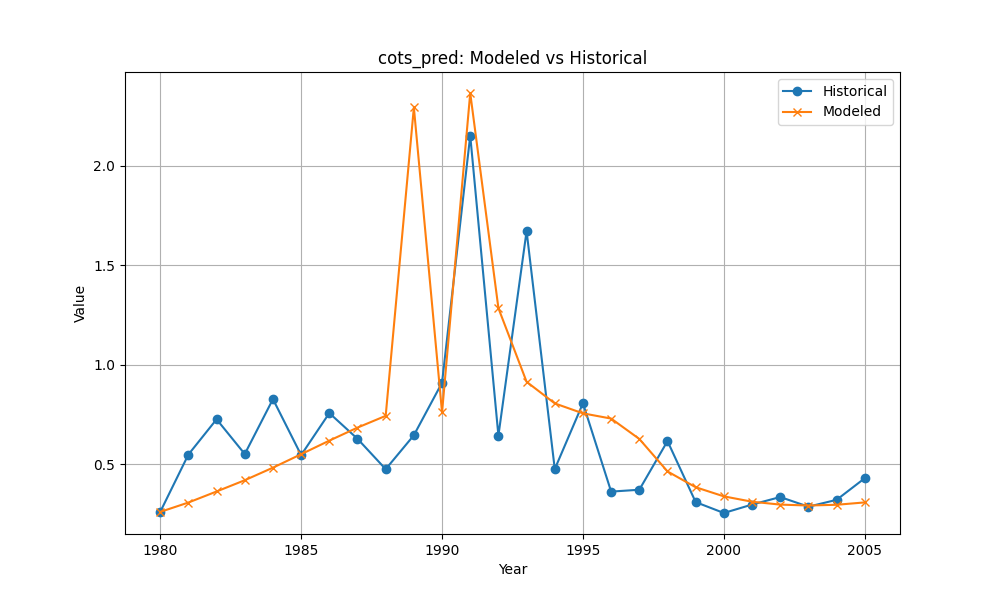 cots_pred: Modeled vs Historical
Historical
Modeled
Value
2.0
1.5
1.0
0.5
1980 1985 1990 1995 2000 2005
Year